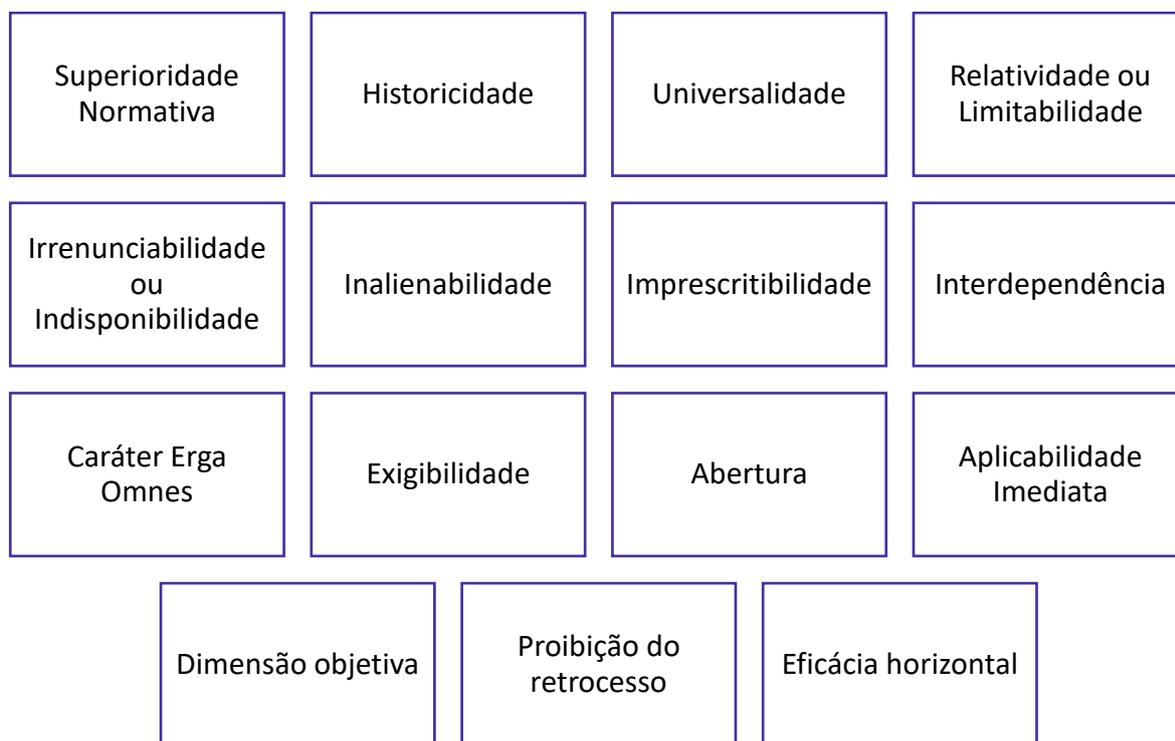 Superioridade
Normativa
Historicidade
Universalidade
Relatividade ou
Limitabilidade
Irrenunciabilidade
ou
Indisponibilidade
Inalienabilidade
Imprescritibilidade
Interdependência
Caráter Erga
Omnes
Exigibilidade
Abertura
Aplicabilidade
Imediata
Dimensão objetiva
Proibição do
retrocesso
Eficácia horizontal